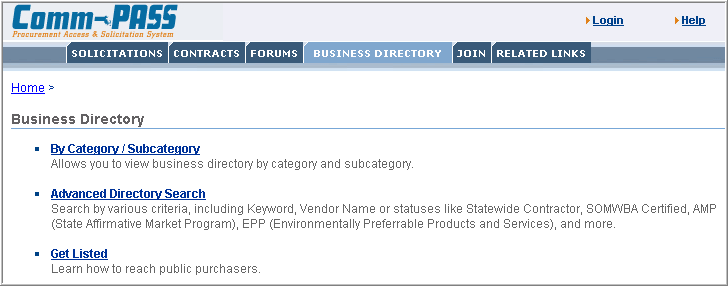 Comm-PASS
Procurement Access & Solicitation System
Login
Help
SOLICITATIONS
CONTRACTS
FORUMS
BUSINESS DIRECTORY
JOIN
RELATED LINKS
Home >
Business Directory
By Category / Subcategory
Allows you to view business directory by category and subcategory.
Advanced Directory Search
Search by various criteria, including Keyword, Vendor Name or statuses like Statewide Contractor, SOMWBA Certified, AMP
(State Affirmative Market Program), EPP (Environmentally Preferrable Products and Services), and more.
Get Listed
Learn how to reach public purchasers.